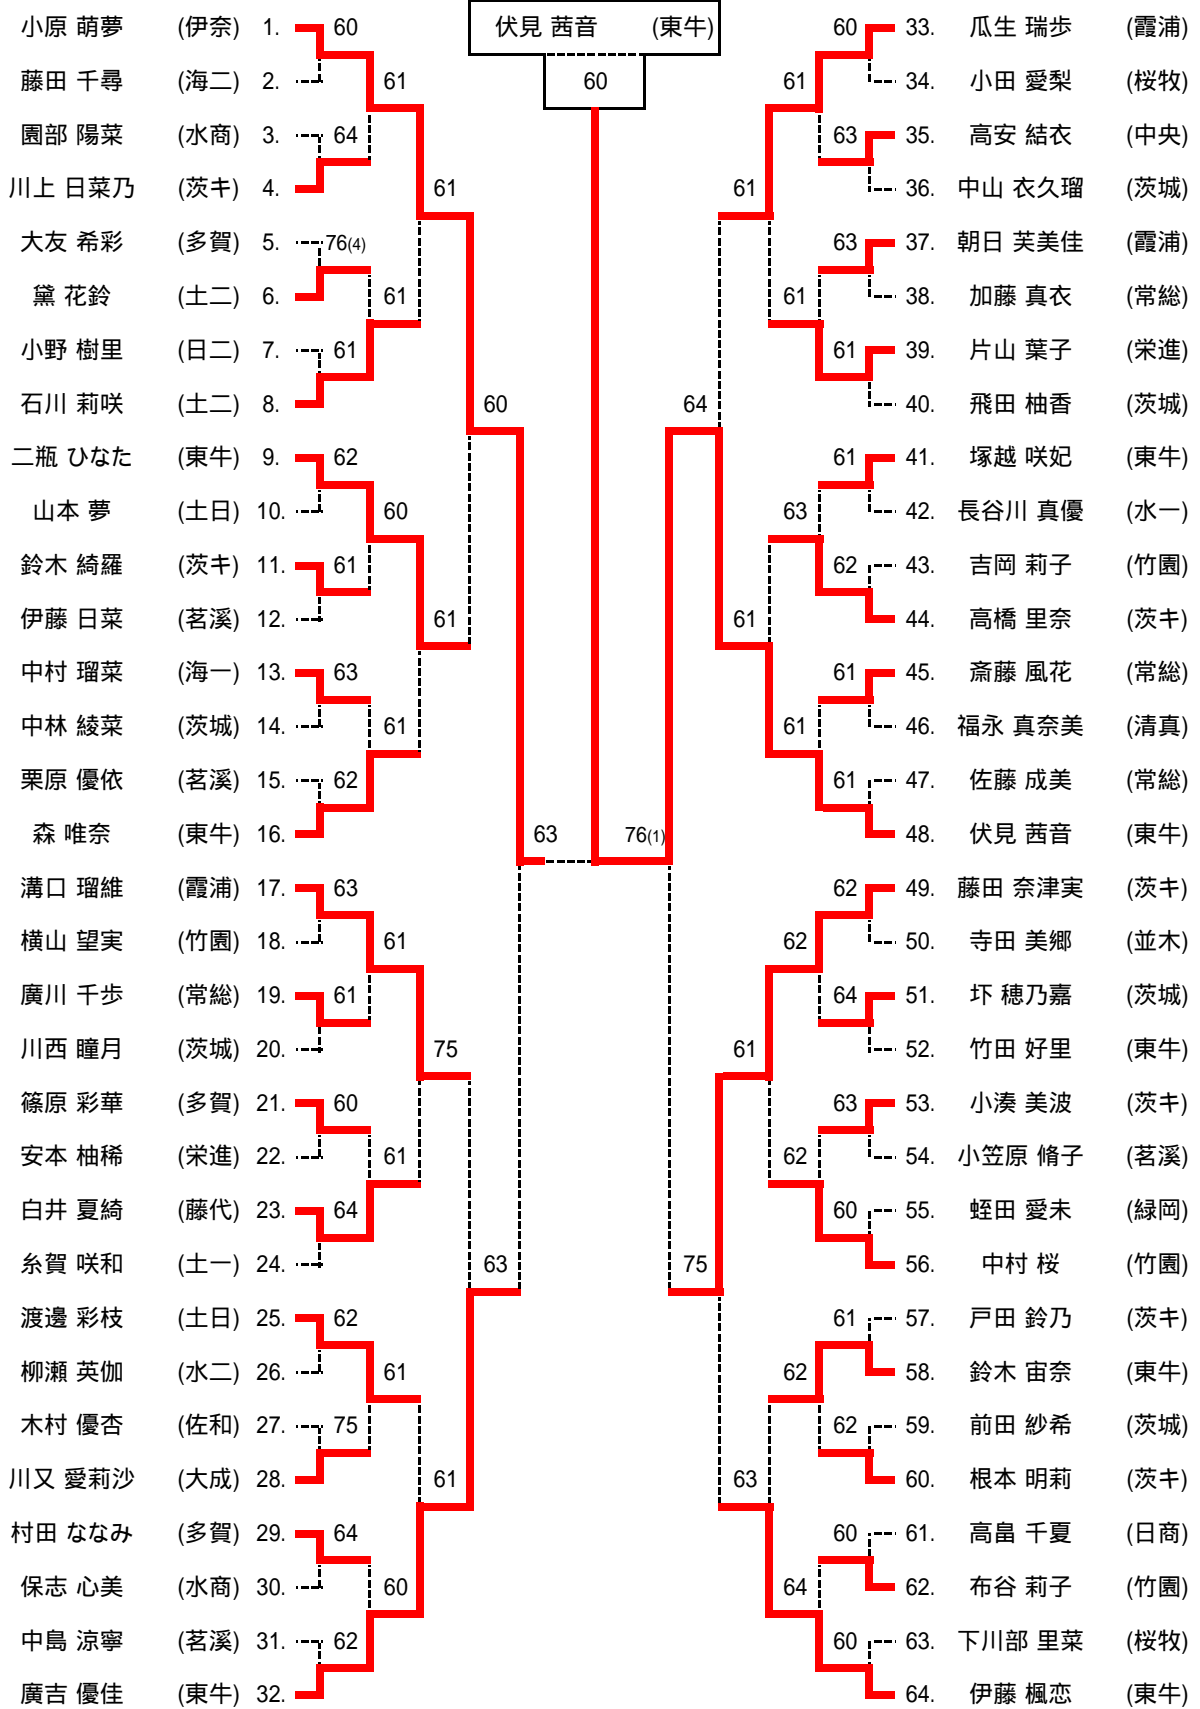 伏見 茜音 (東牛)
60
小原 萌夢 (伊奈) 1. 60
藤田 千尋 (海二) 2. 61
園部 陽菜 (水商) 3. 64
川上 日菜乃 (茨キ) 4. 61
大友 希彩 (多賀) 5. 76(4)
黛 花鈴 (土二) 6. 61
小野 樹里 (日二) 7. 61
石川 莉咲 (土二) 8. 60
二瓶 ひなた (東牛) 9. 62
山本 夢 (土日) 10. 60
鈴木 綺羅 (茨キ) 11. 61
伊藤 日菜 (茗溪) 12. 61
中村 瑠菜 (海一) 13. 63
中林 綾菜 (茨城) 14. 61
栗原 優依 (茗溪) 15. 62
森 唯奈 (東牛) 16. 63
溝口 瑠維 (霞浦) 17. 63
横山 望実 (竹園) 18. 61
廣川 千歩 (常総) 19. 61
川西 瞳月 (茨城) 20. 75
篠原 彩華 (多賀) 21. 60
安本 柚稀 (栄進) 22. 61
白井 夏綺 (藤代) 23. 64
糸賀 咲和 (土一) 24. 63
渡邊 彩枝 (土日) 25. 62
柳瀬 英伽 (水二) 26. 61
木村 優杏 (佐和) 27. 75
川又 愛莉沙 (大成) 28. 61
村田 ななみ (多賀) 29. 64
保志 心美 (水商) 30. 60
中島 涼寧 (茗溪) 31. 62
廣吉 優佳 (東牛) 32.
60 33. 瓜生 瑞歩 (霞浦)
61 34. 小田 愛梨 (桜牧)
63 35. 高安 結衣 (中央)
61 36. 中山 衣久瑠 (茨城)
63 37. 朝日 芙美佳 (霞浦)
61 38. 加藤 真衣 (常総)
61 39. 片山 葉子 (栄進)
64 40. 飛田 柚香 (茨城)
61 41. 塚越 咲妃 (東牛)
63 42. 長谷川 真優 (水一)
62 43. 吉岡 莉子 (竹園)
61 44. 高橋 里奈 (茨キ)
61 45. 斎藤 風花 (常総)
61 46. 福永 真奈美 (清真)
61 47. 佐藤 成美 (常総)
76(1) 48. 伏見 茜音 (東牛)
62 49. 藤田 奈津実 (茨キ)
62 50. 寺田 美郷 (並木)
64 51. 圷 穂乃嘉 (茨城)
61 52. 竹田 好里 (東牛)
63 53. 小湊 美波 (茨キ)
62 54. 小笠原 脩子 (茗溪)
60 55. 蛭田 愛未 (緑岡)
75 56. 中村 桜 (竹園)
61 57. 戸田 鈴乃 (茨キ)
62 58. 鈴木 宙奈 (東牛)
62 59. 前田 紗希 (茨城)
63 60. 根本 明莉 (茨キ)
60 61. 高畠 千夏 (日商)
64 62. 布谷 莉子 (竹園)
60 63. 下川部 里菜 (桜牧)
64. 伊藤 楓恋 (東牛)